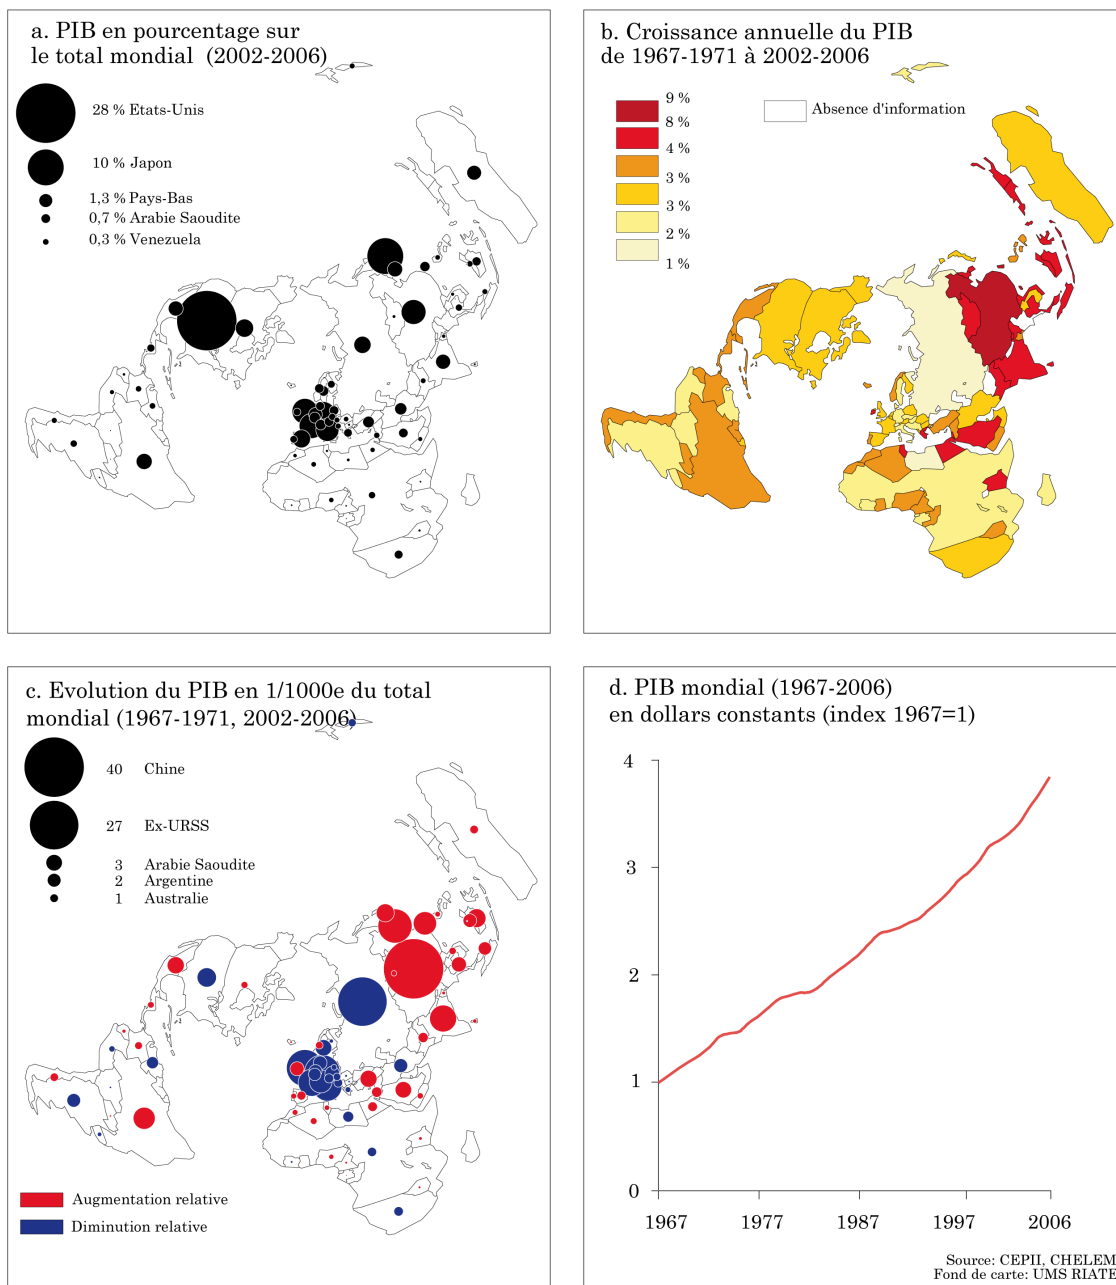 a. PIB en pourcentage sur
le total mondial (2002-2006)
28 % Etats-Unis
10 % Japon
1,3 % Pays-Bas
0,7 % Arabie Saoudite
0,3 % Venezuela
b. Croissance annuelle du PIB
de 1967-1971 à 2002-2006
9 %
8 %
4 %
3 %
3 %
2 %
1 %
Absence d'information
c. Evolution du PIB en 1/1000e du total
mondial (1967-1971, 2002-2006)
40 Chine
27 Ex-URSS
3 Arabie Saoudite
2 Argentine
1 Australie
Augmentation relative
Diminution relative
d. PIB mondial (1967-2006)
en dollars constants (index 1967=1)
4
3
2
1
0
1967 1977 1987 1997 2006
Source: CEPII, CHELEM
Fond de carte: UMS RIATE